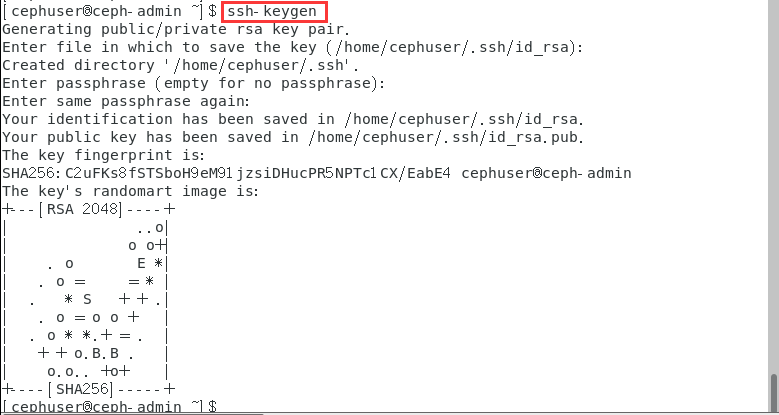 [cephuser@ceph-admin ~]$ ssh-keygen
Generating public/private rsa key pair.
Enter file in which to save the key (/home/cephuser/.ssh/id_rsa):
Created directory '/home/cephuser/.ssh'.
Enter passphrase (empty for no passphrase):
Enter same passphrase again:
Your identification has been saved in /home/cephuser/.ssh/id_rsa.
Your public key has been saved in /home/cephuser/.ssh/id_rsa.pub.
The key fingerprint is:
SHA256:C2uFKs8fSTSboH9eM91jzsiDHucPR5NPTc1CX/EabE4 cephuser@ceph-admin
The key's randomart image is:
+---[RSA 2048]----+
|              ..o|
|             o o+|
|    . o       E *|
|   . o =     =* |
|  .   * S   ++.|
|   . o=oo+   |
|  . o **.+=.  |
|   ++o.B.B .   |
|    o.o.. +o+    |
+----[SHA256]-----+
[cephuser@ceph-admin ~]$